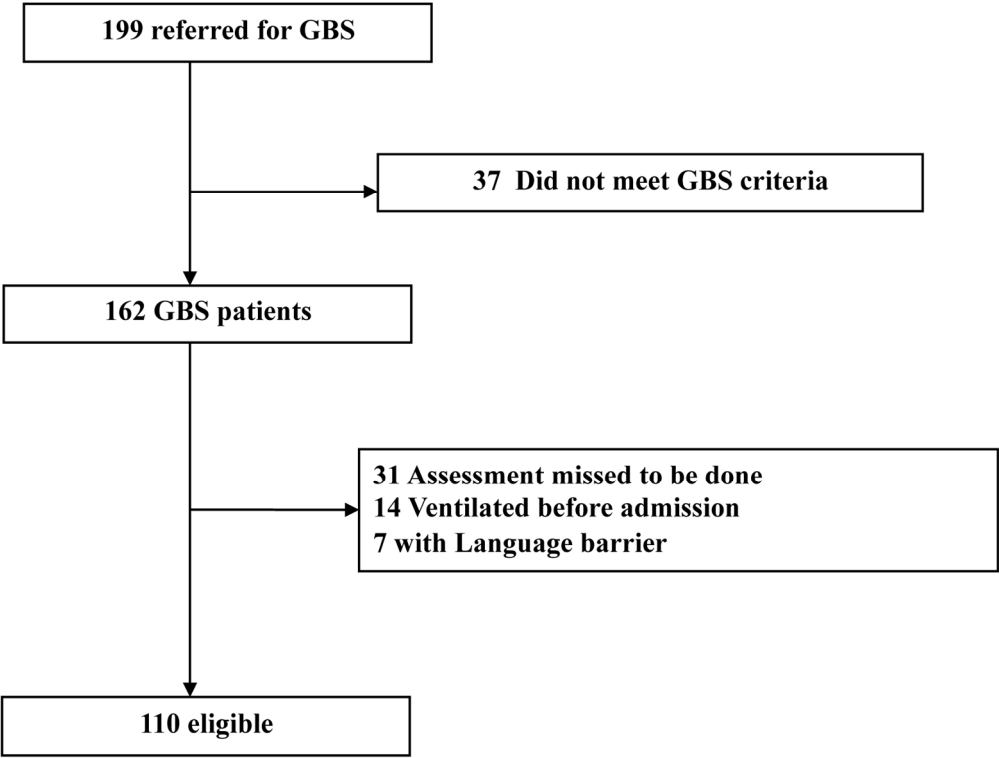 199 referred for GBS
37 Did not meet GBS criteria
162 GBS patients
31 Assessment missed to be done
14 Ventilated before admission
7 with Language barrier
110 eligible